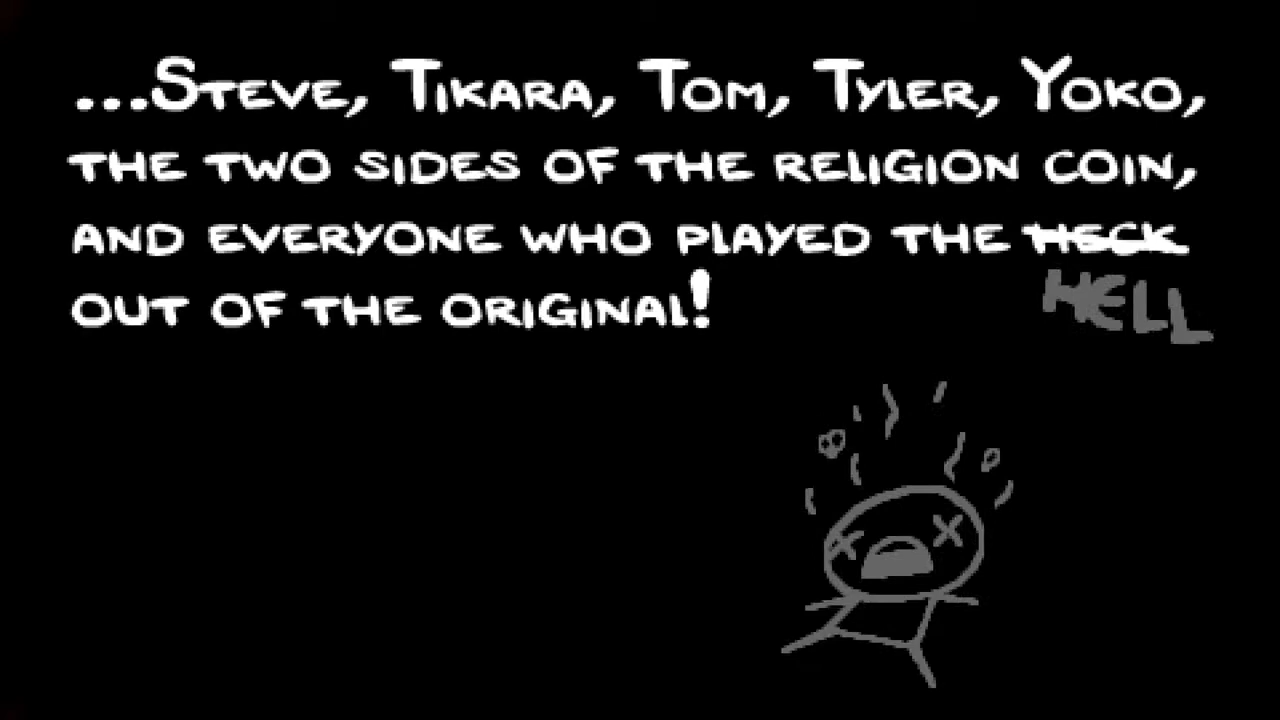 ...Steve, Tikara, Tom, Tyler, Yoko,
the two sides of the religion coin,
and everyone who played the heck
HELL
out of the original!